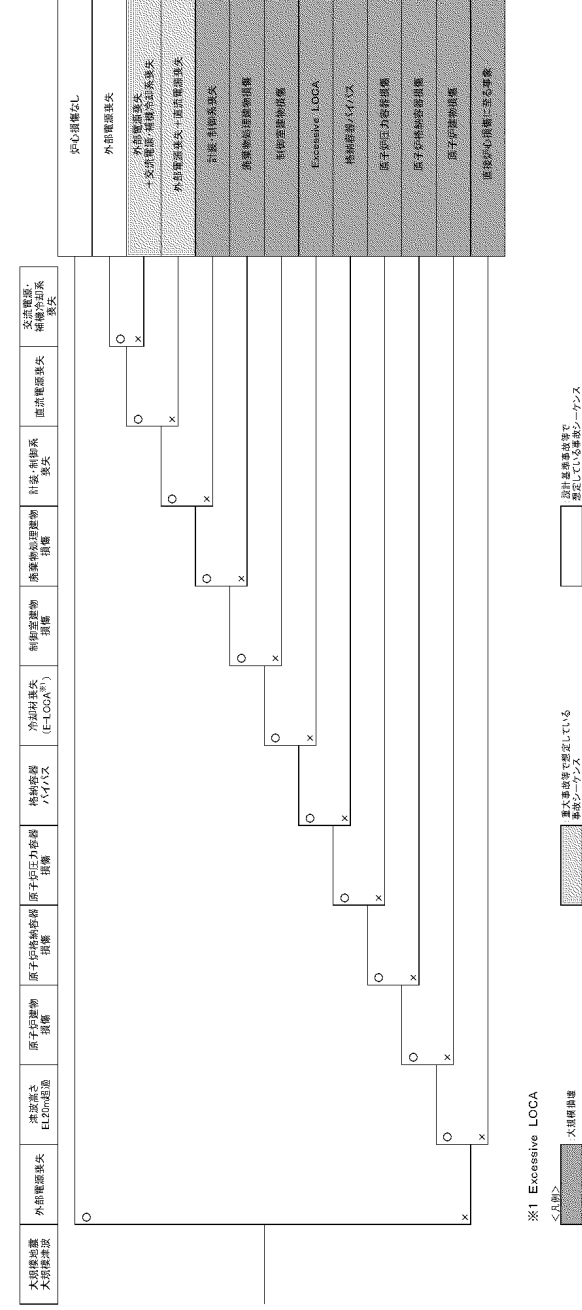 大規模地震
大規模津波
外部電源喪失
津波高さ
EL20m超過
原子炉建物
損傷
原子炉格納容器
損傷
原子炉圧力容器
損傷
格納容器
バイパス
冷却材喪失
(E-LOCA※1)
制御室建物
損傷
廃棄物処理建物
損傷
計装・制御系
喪失
直流電源喪失
交流電源・
補機冷却系
喪失
炉心損傷なし
外部電源喪失
外部電源喪失
+交流電源・補機冷却系喪失
外部電源喪失+直流電源喪失
計装・制御系喪失
廃棄物処理建物損傷
制御室建物損傷
Excessive LOCA
格納容器バイパス
原子炉圧力容器損傷
原子炉格納容器損傷
原子炉建物損傷
直接炉心損傷に至る事象
○
×
○
×
○
×
○
×
○
×
○
×
○
×
○
×
○
×
○
×
○
×
○
×
※1 Excessive LOCA
<凡例>
:大規模損壊
:重大事故等で想定している
事故シーケンス
:設計基準事故等で
想定している事故シーケンス